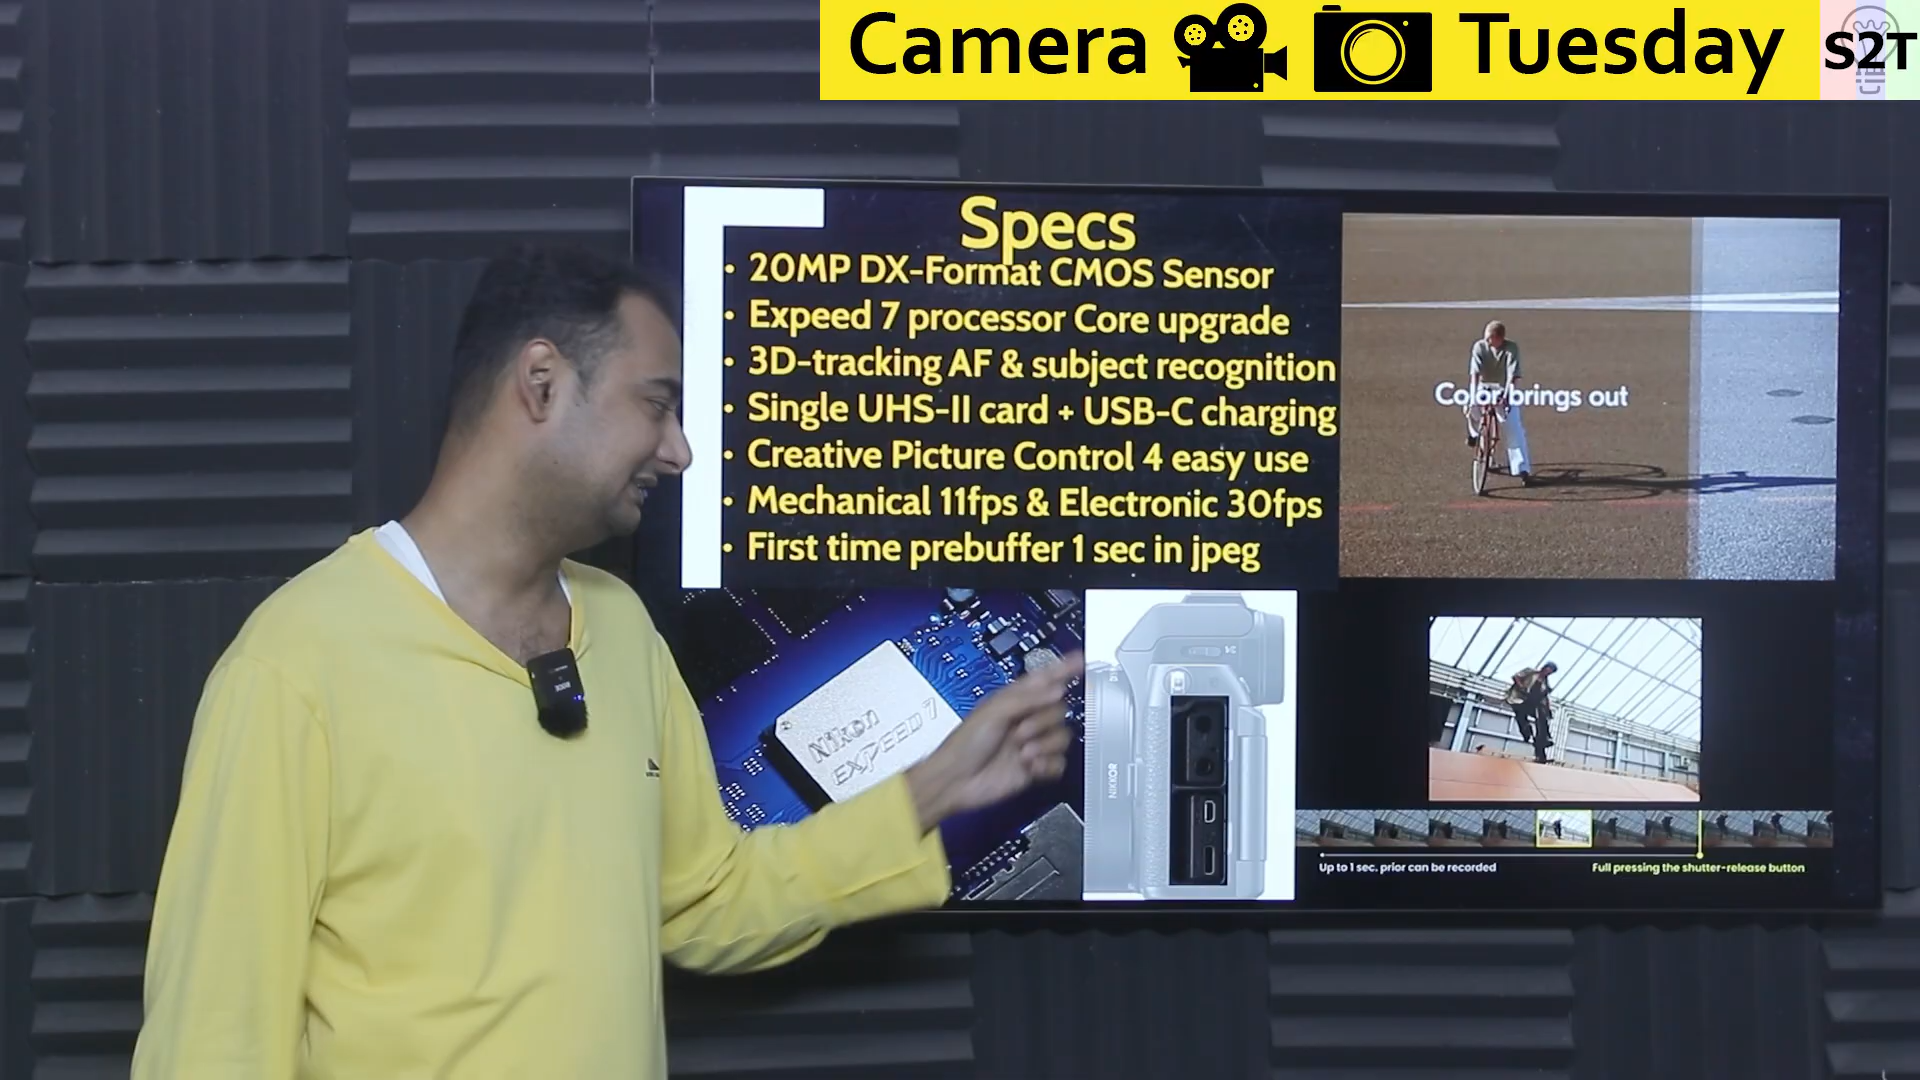 Camera Tuesday
S2T
Specs
• 20MP DX-Format CMOS Sensor
• Expeed 7 processor Core upgrade
• 3D-tracking AF & subject recognition
• Single UHS-II card + USB-C charging
• Creative Picture Control 4 easy use
• Mechanical 11fps & Electronic 30fps
• First time prebuffer 1 sec in jpeg
Color brings out
Nikon
EXPEED 7
NIKKOR
Up to 1 sec. prior can be recorded
Full pressing the shutter-release button